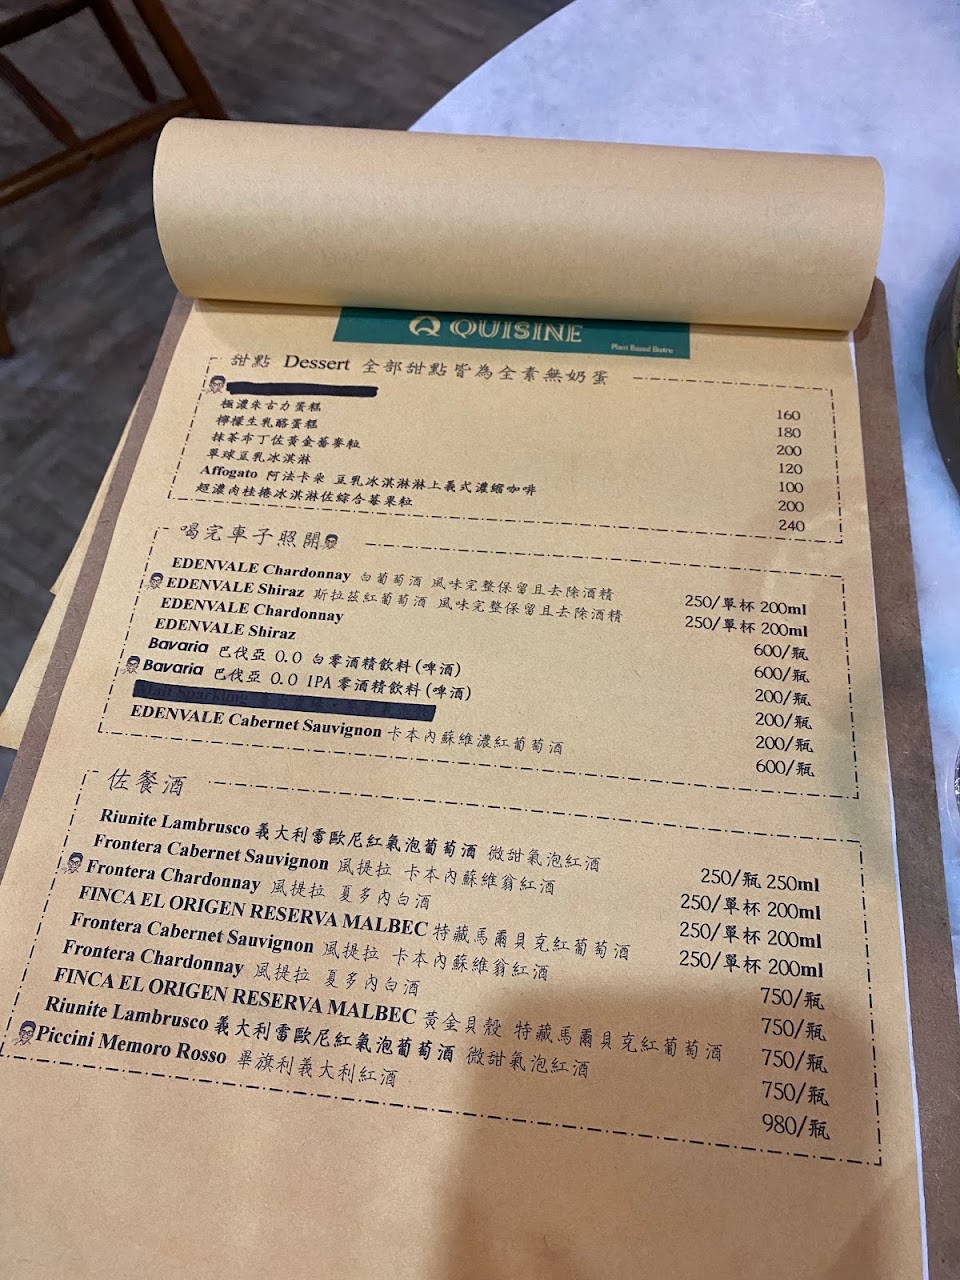 QUISINE
Plant Based Bistro
甜點 Dessert 全部甜點皆為全素無奶蛋
160
極濃朱古力蛋糕 180
檸檬生乳酪蛋糕 200
抹茶布丁佐黃金蕎麥粒 120
單球豆乳冰淇淋 100
Affogato 阿法卡朵 豆乳冰淇淋淋上義式濃縮咖啡 200
超濃肉桂捲冰淇淋佐綜合莓果粒 240
喝完車子照開
EDENVALE Chardonnay 白葡萄酒 風味完整保留且去除酒精 250/單杯 200ml
EDENVALE Shiraz 斯拉茲紅葡萄酒 風味完整保留且去除酒精 250/單杯 200ml
EDENVALE Chardonnay 600/瓶
EDENVALE Shiraz 600/瓶
Bavaria 巴伐亞 0.0 白零酒精飲料(啤酒) 200/瓶
Bavaria 巴伐亞 0.0 IPA 零酒精飲料(啤酒) 200/瓶
Malt Sparkling 200/瓶
EDENVALE Cabernet Sauvignon 卡本內蘇維濃紅葡萄酒 600/瓶
佐餐酒
Riunite Lambrusco 義大利雷歐尼紅氣泡葡萄酒 微甜氣泡紅酒 250/瓶 250ml
Frontera Cabernet Sauvignon 風提拉 卡本內蘇維翁紅酒 250/單杯 200ml
Frontera Chardonnay 風提拉 夏多內白酒 250/單杯 200ml
FINCA EL ORIGEN RESERVA MALBEC 特藏馬爾貝克紅葡萄酒 250/單杯 200ml
Frontera Cabernet Sauvignon 風提拉 卡本內蘇維翁紅酒 750/瓶
Frontera Chardonnay 風提拉 夏多內白酒 750/瓶
FINCA EL ORIGEN RESERVA MALBEC 黃金貝殼 特藏馬爾貝克紅葡萄酒 750/瓶
Riunite Lambrusco 義大利雷歐尼紅氣泡葡萄酒 微甜氣泡紅酒 750/瓶
Piccini Memoro Rosso 畢旗利義大利紅酒 980/瓶